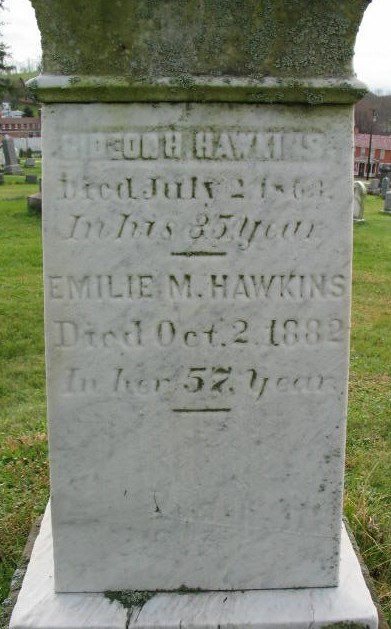 GIDEON H. HAWKINS.
Died July 2, 1863.
In his 35, Year
EMILIE M. HAWKINS
Died Oct. 2, 1882
In her 57, Year.